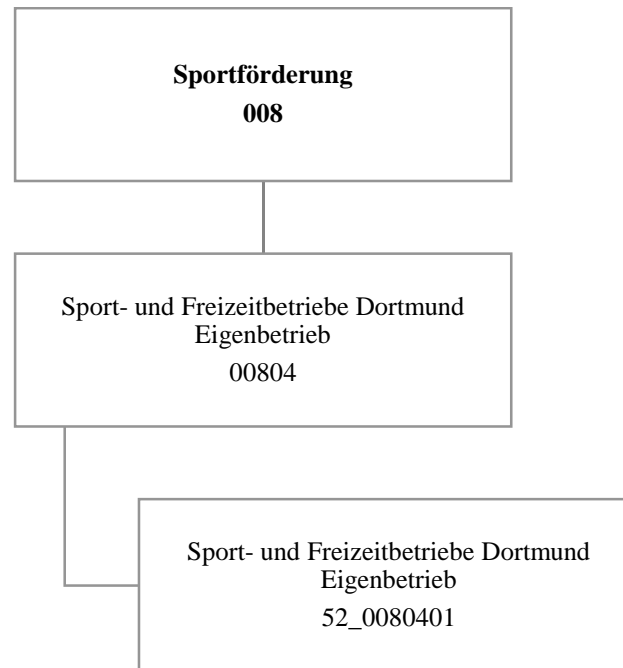 Sportförderung
008
Sport- und Freizeitbetriebe Dortmund
Eigenbetrieb
00804
Sport- und Freizeitbetriebe Dortmund
Eigenbetrieb
52_0080401